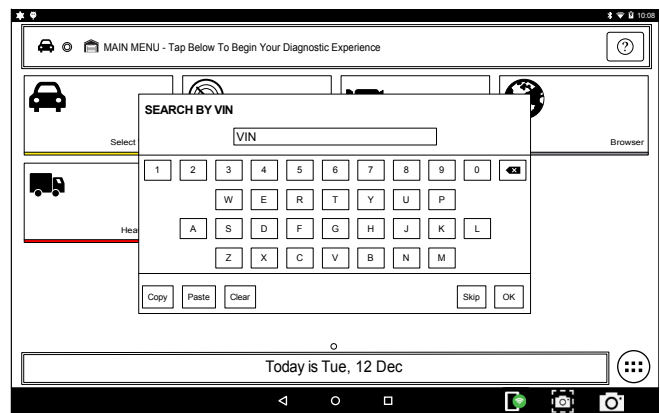 10:08
MAIN MENU - Tap Below To Begin Your Diagnostic Experience
?
SEARCH BY VIN
VIN
Select
Browser
1 2 3 4 5 6 7 8 9 0
W E R T Y U P
A S D F G H J K L
Z X C V B N M
Hea
Copy Paste Clear Skip OK
Today is Tue, 12 Dec